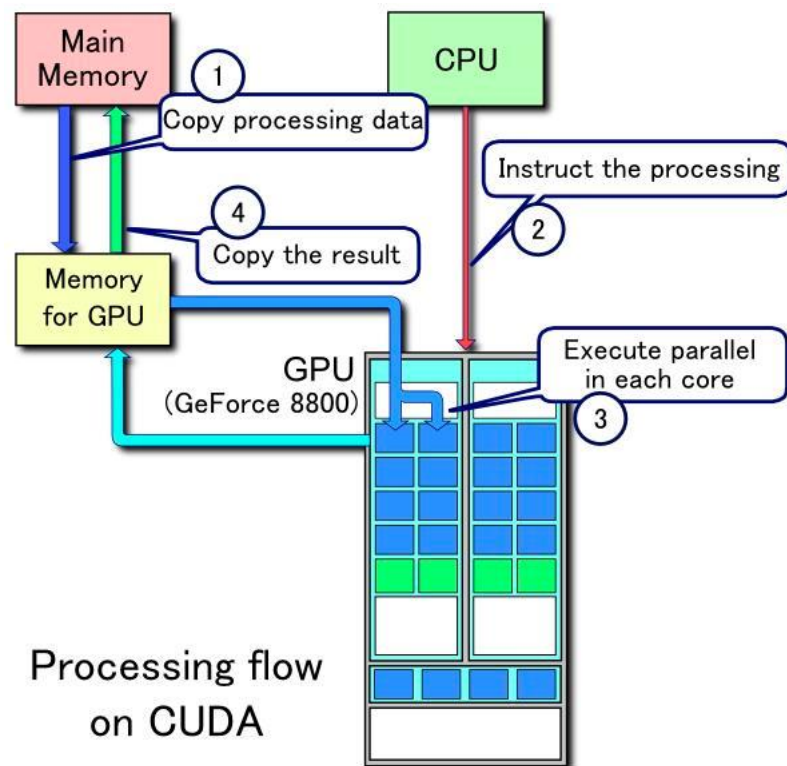 Main
Memory
CPU
1
Copy processing data
Instruct the processing
2
4
Copy the result
Memory
for GPU
GPU
(GeForce 8800)
Execute parallel
in each core
3
Processing flow
on CUDA